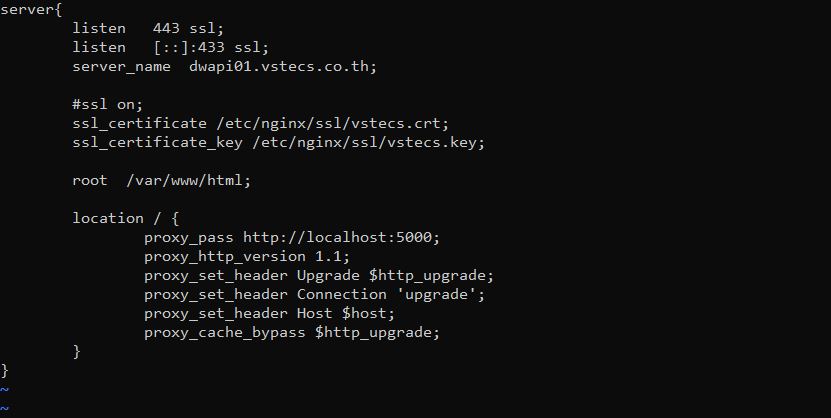 server{
        listen   443 ssl;
        listen   [::]:433 ssl;
        server_name  dwapi01.vstecs.co.th;

        #ssl on;
        ssl_certificate /etc/nginx/ssl/vstecs.crt;
        ssl_certificate_key /etc/nginx/ssl/vstecs.key;

        root  /var/www/html;

        location / {
                proxy_pass http://localhost:5000;
                proxy_http_version 1.1;
                proxy_set_header Upgrade $http_upgrade;
                proxy_set_header Connection 'upgrade';
                proxy_set_header Host $host;
                proxy_cache_bypass $http_upgrade;
        }
}
~
~